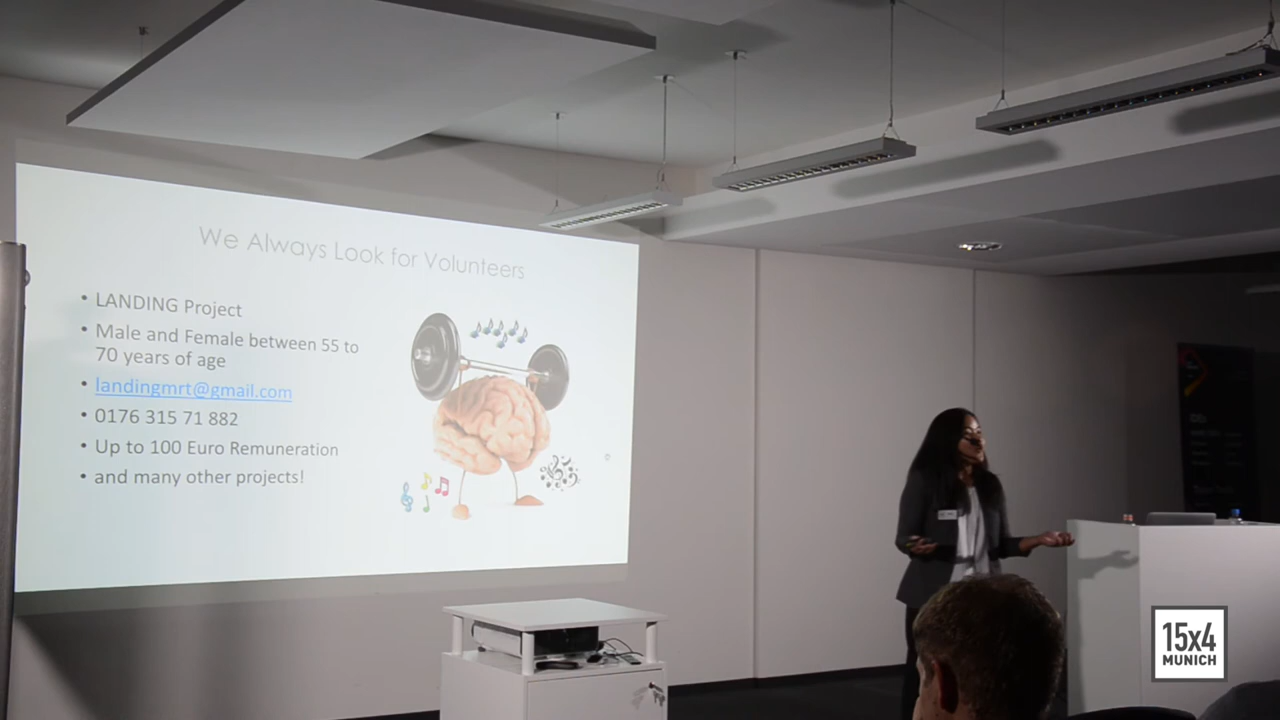 We Always Look for Volunteers
• LANDING Project
• Male and Female between 55 to
70 years of age
• landingmrt@gmail.com
• 0176 315 71 882
• Up to 100 Euro Remuneration
• and many other projects!
15x4
MUNICH